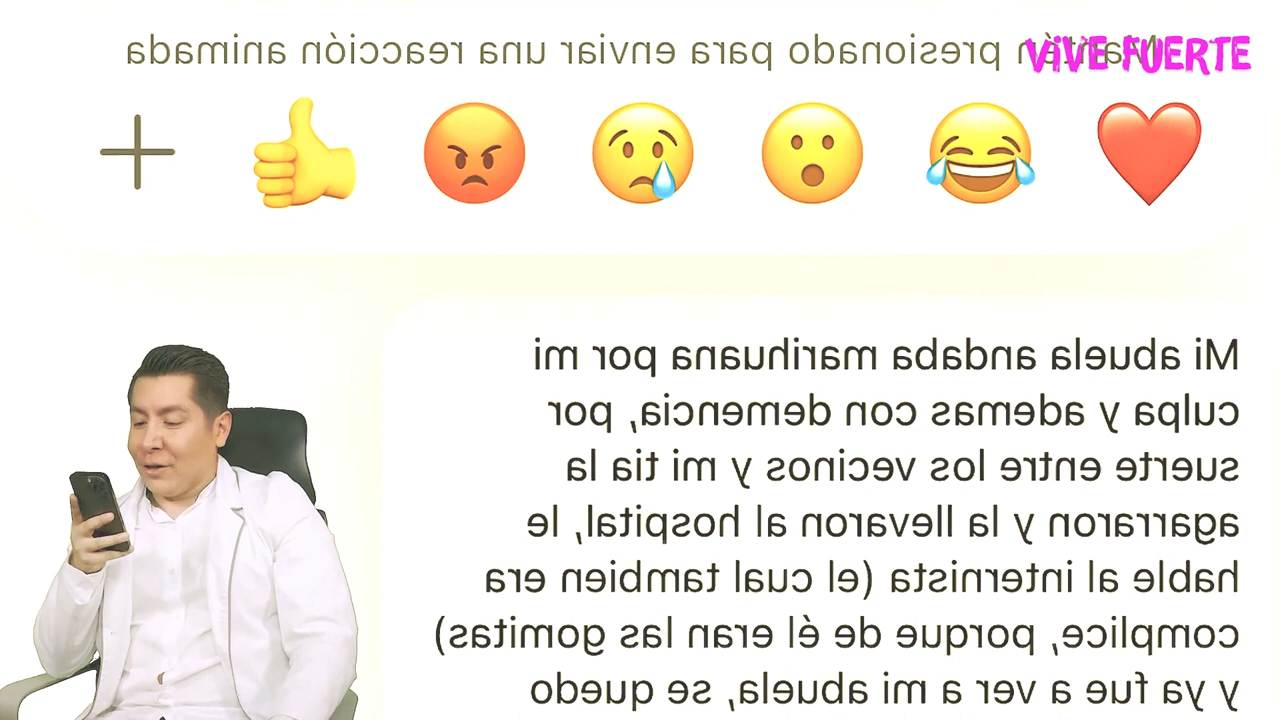 Mantén presionado para enviar una reacción animada
VIVE FUERTE
Mi abuela andaba marihuana por mi
culpa y ademas con demencia, por
suerte entre los vecinos y mi tia la
agarraron y la llevaron al hospital, le
hable al internista (el cual tambien era
complice, porque de él eran las gomitas)
y ya fue a ver a mi abuela, se quedo